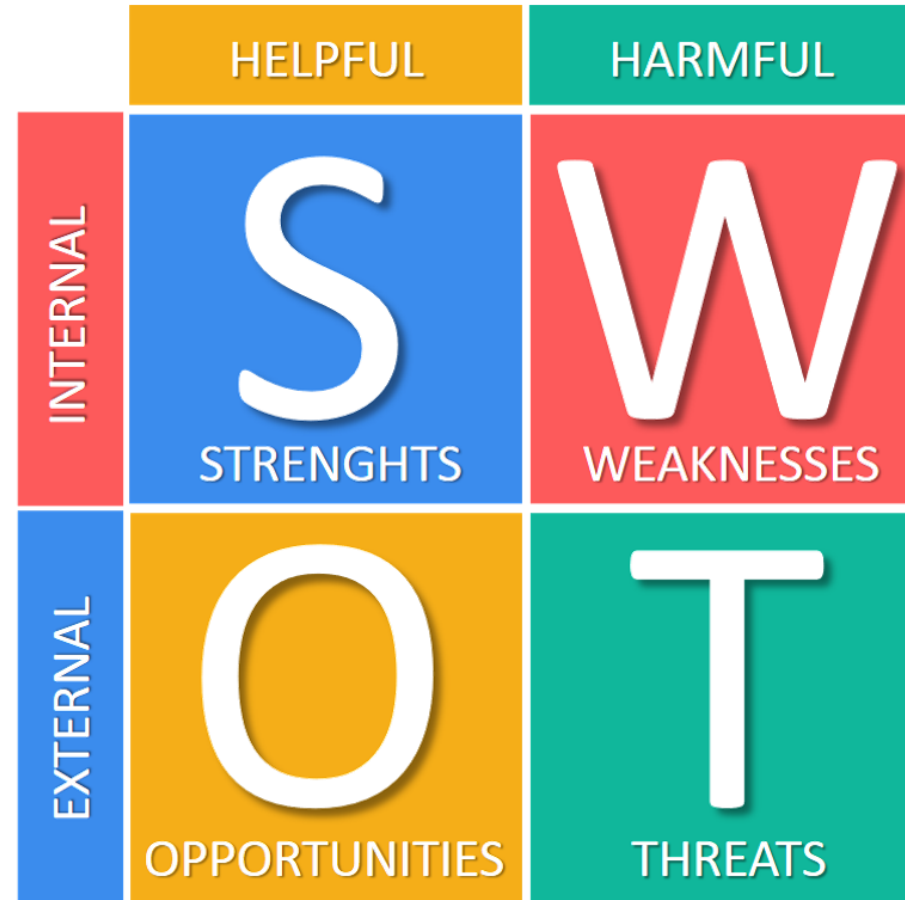 HELPFUL
HARMFUL
INTERNAL
S
STRENGHTS
W
WEAKNESSES
EXTERNAL
O
OPPORTUNITIES
T
THREATS